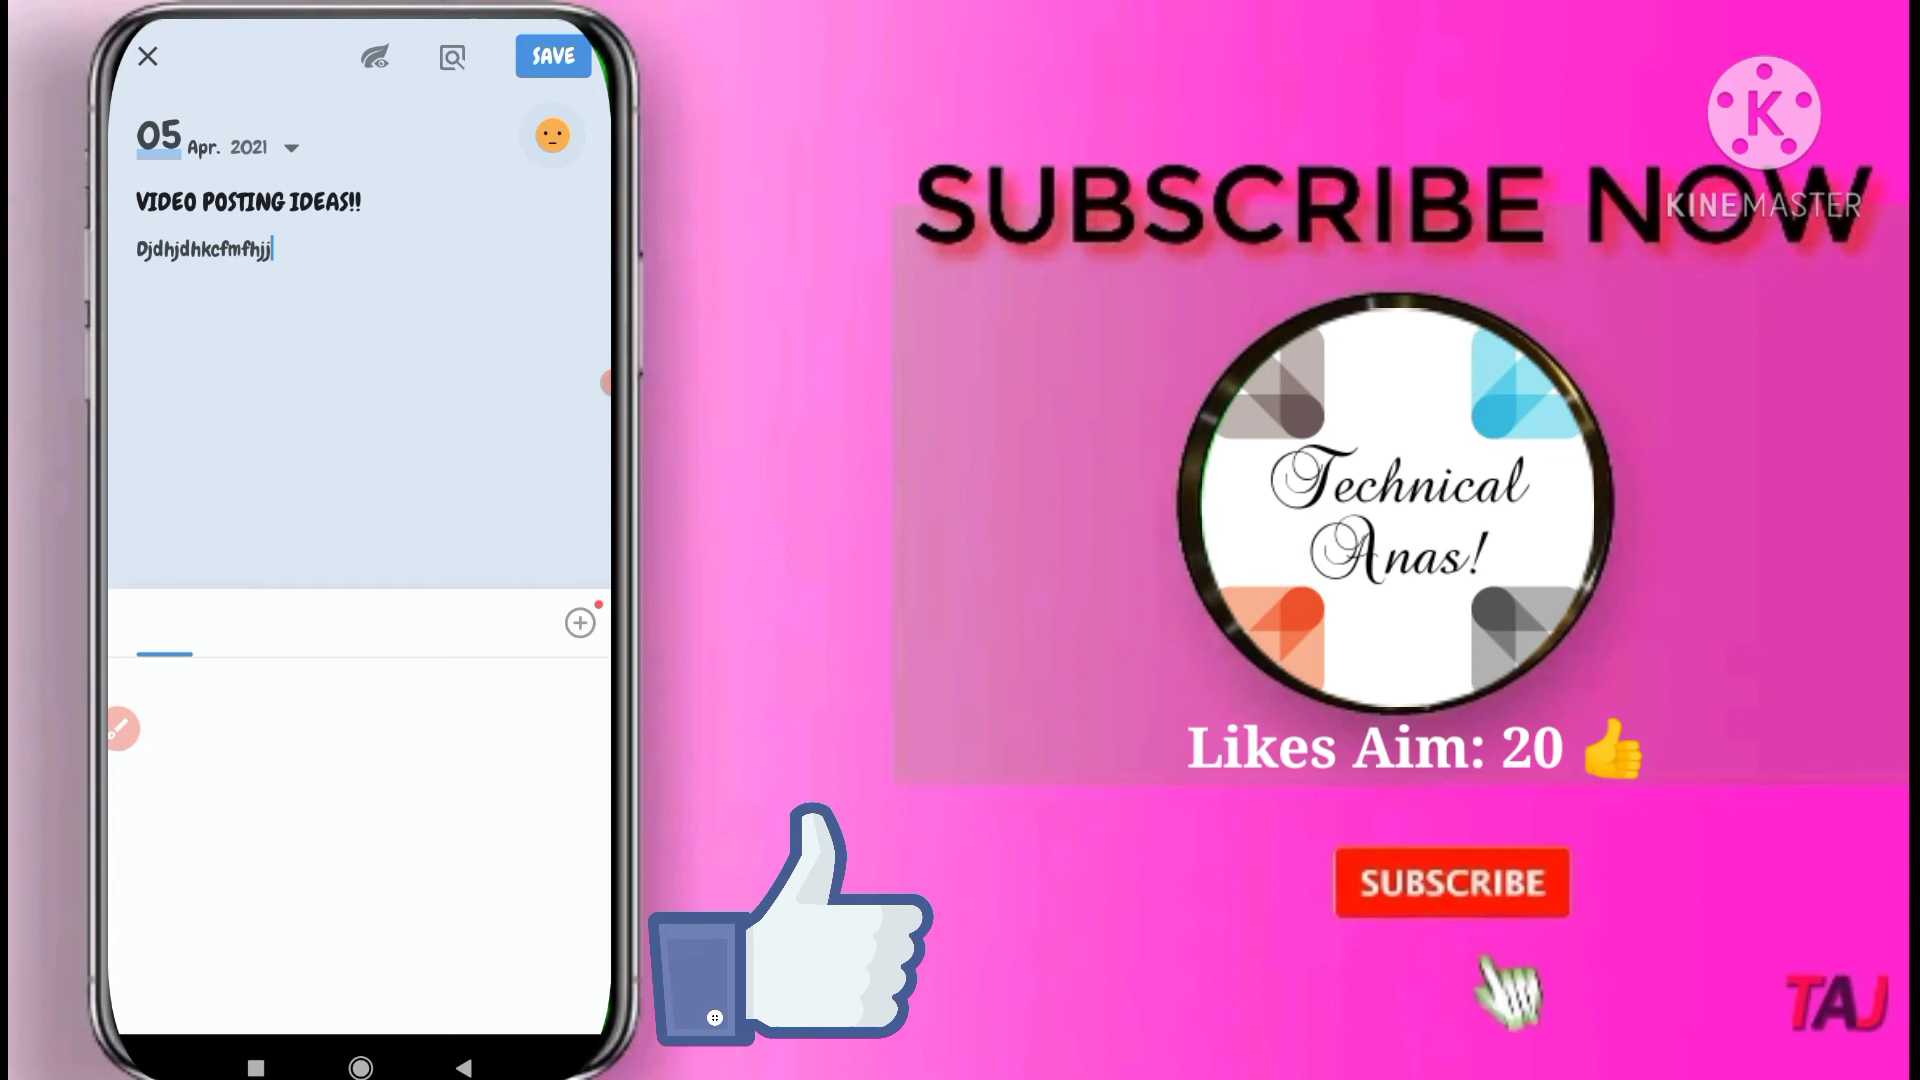 SAVE
05 Apr. 2021
VIDEO POSTING IDEAS!!
Djdhjdhkcfmfhjj
K
KINEMASTER
SUBSCRIBE NOW
Technical
Anas!
Likes Aim: 20 👍
SUBSCRIBE
TAJ